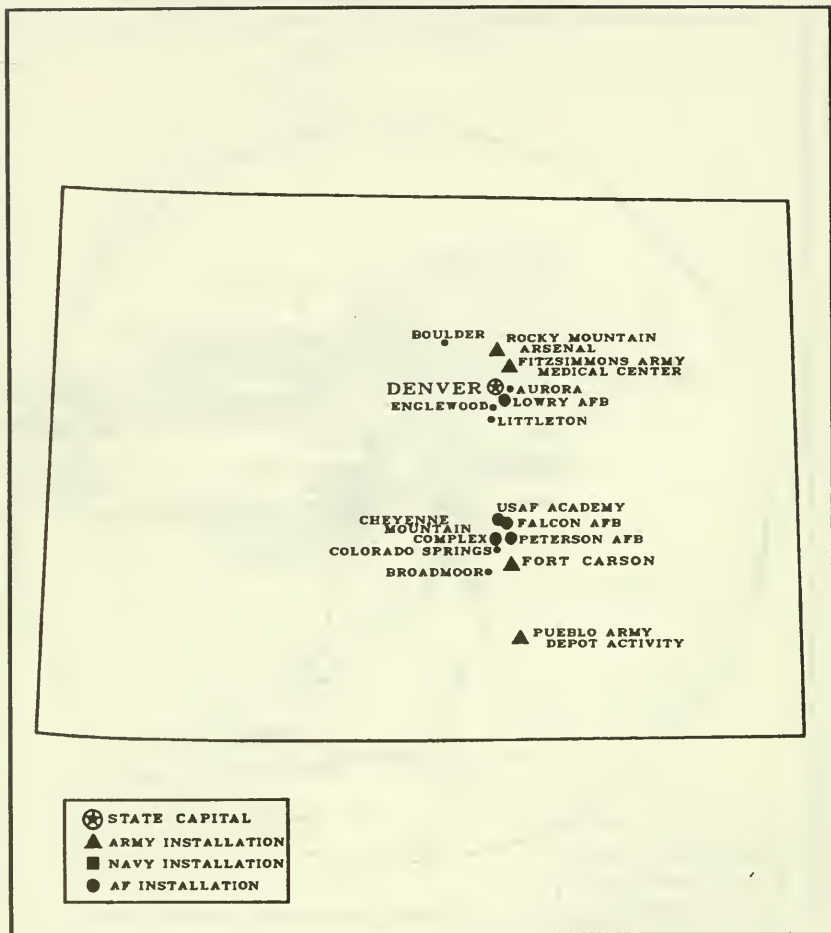 BOULDER
ROCKY MOUNTAIN
ARSENAL
FITZSIMMONS ARMY
MEDICAL CENTER
DENVER
AURORA
LOWRY AFB
ENGLEWOOD
LITTLETON
USAF ACADEMY
CHEYENNE
MOUNTAIN
COMPLEX
FALCON AFB
PETERSON AFB
COLORADO SPRINGS
FORT CARSON
BROADMOOR
PUEBLO ARMY
DEPOT ACTIVITY
STATE CAPITAL
ARMY INSTALLATION
NAVY INSTALLATION
AF INSTALLATION